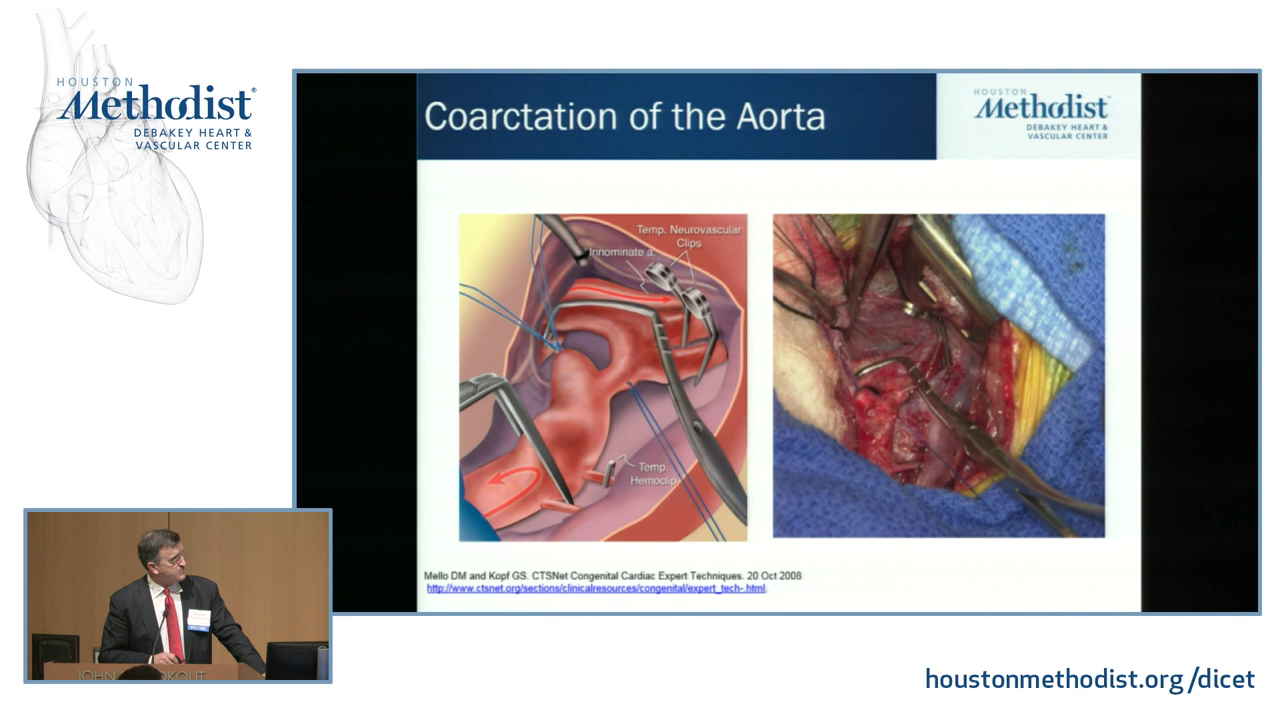 HOUSTON
Methodist®
DEBAKEY HEART &
VASCULAR CENTER
Coarctation of the Aorta
HOUSTON
Methodist
DEBAKEY HEART &
VASCULAR CENTER
Temp. Neurovascular
Clips
Innominate a.
Temp.
Hemoclip
Mello DM and Kopf GS. CTSNet Congenital Cardiac Expert Techniques. 20 Oct 2008
http://www.ctsnet.org/sections/clinicalresources/congenital/expert_tech-.html.
JOHN
houstonmethodist.org/dicet